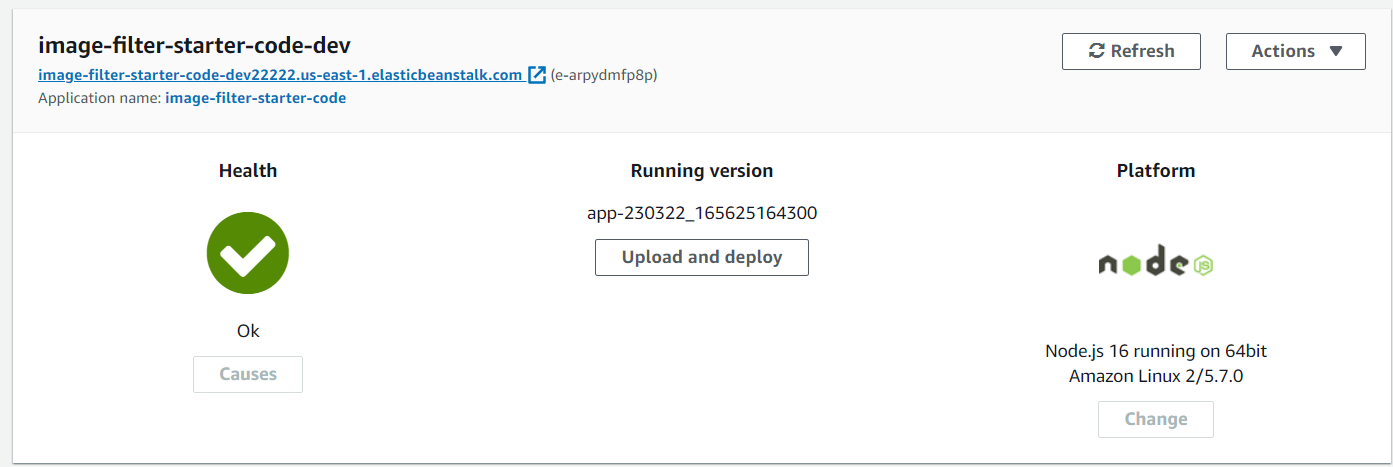 image-filter-starter-code-dev
Refresh
Actions
image-filter-starter-code-dev22222.us-east-1.elasticbeanstalk.com (e-arpydmfp8p)
Application name: image-filter-starter-code
Health
Running version
Platform
app-230322_165625164300
Upload and deploy
node JS
Ok
Node.js 16 running on 64bit
Amazon Linux 2/5.7.0
Causes
Change